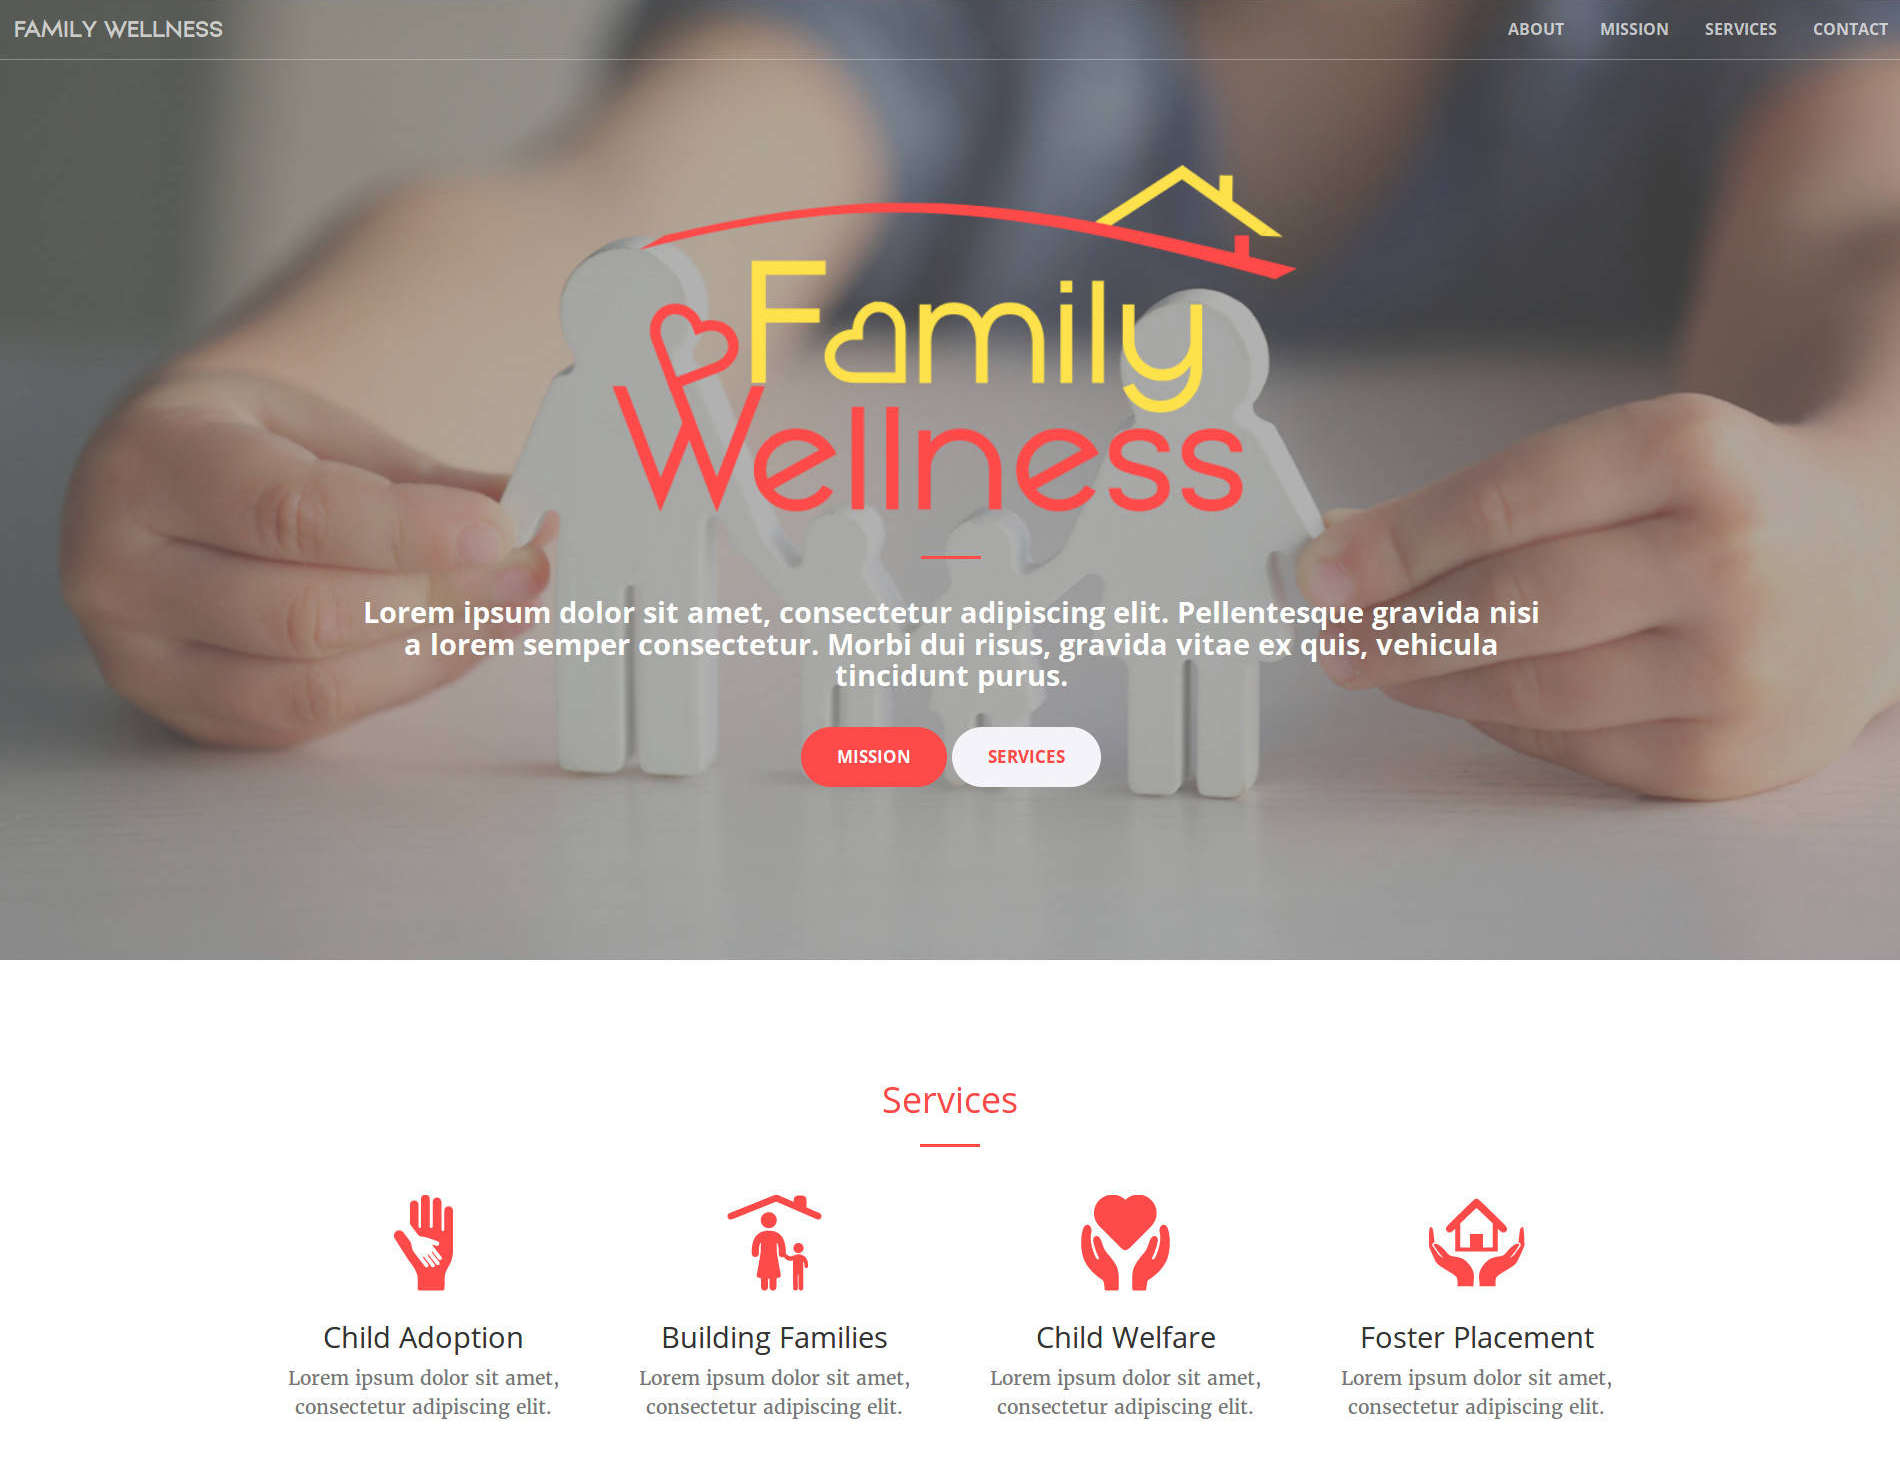 FAMILY WELLNESS
ABOUT MISSION SERVICES CONTACT
Family
Wellness
Lorem ipsum dolor sit amet, consectetur adipiscing elit. Pellentesque gravida nisi
a lorem semper consectetur. Morbi dui risus, gravida vitae ex quis, vehicula
tincidunt purus.
MISSION SERVICES
Services
Child Adoption
Lorem ipsum dolor sit amet,
consectetur adipiscing elit.
Building Families
Lorem ipsum dolor sit amet,
consectetur adipiscing elit.
Child Welfare
Lorem ipsum dolor sit amet,
consectetur adipiscing elit.
Foster Placement
Lorem ipsum dolor sit amet,
consectetur adipiscing elit.